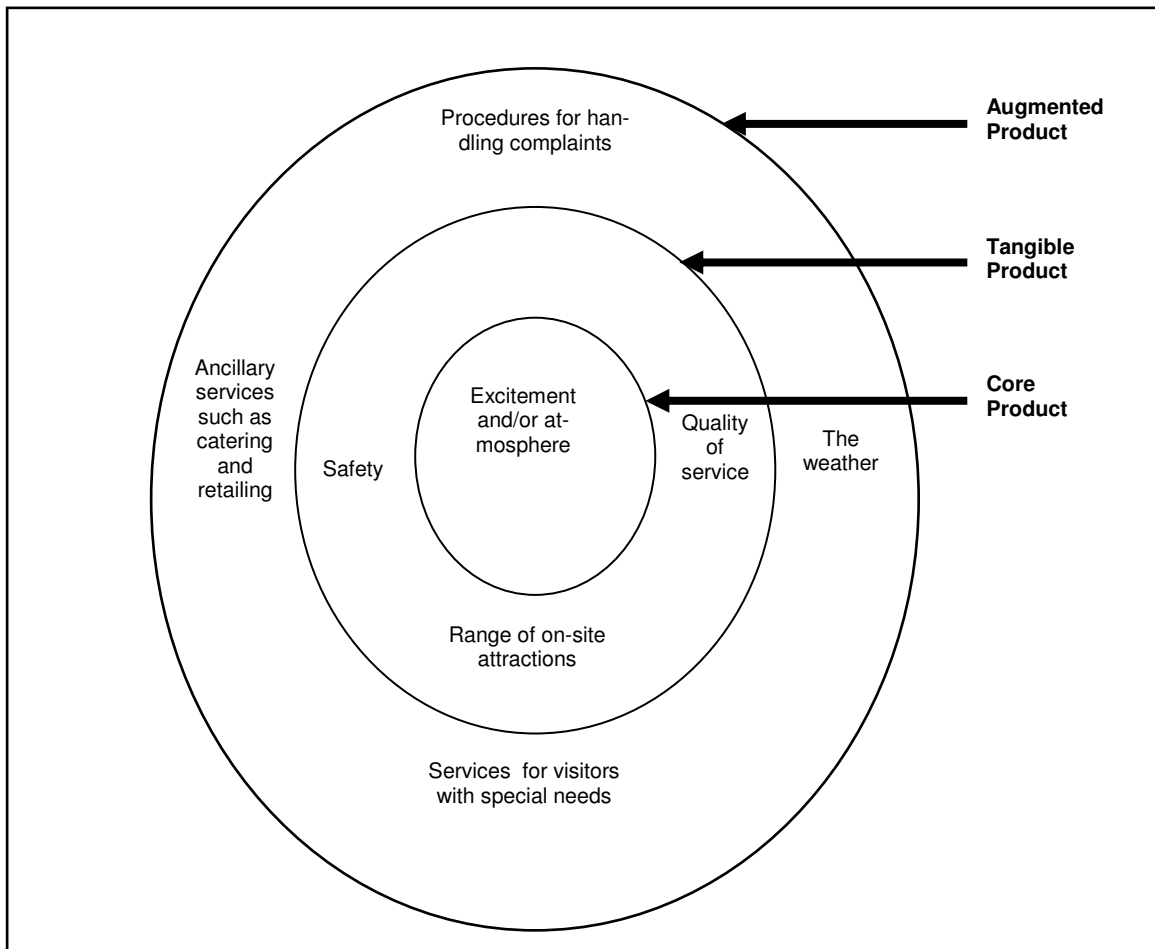 Procedures for han-
dling complaints
Augmented
Product
Tangible
Product
Core
Product
Ancillary
services
such as
catering
and
retailing
Safety
Excitement
and/or at-
mosphere
Quality
of
service
The
weather
Range of on-site
attractions
Services for visitors
with special needs